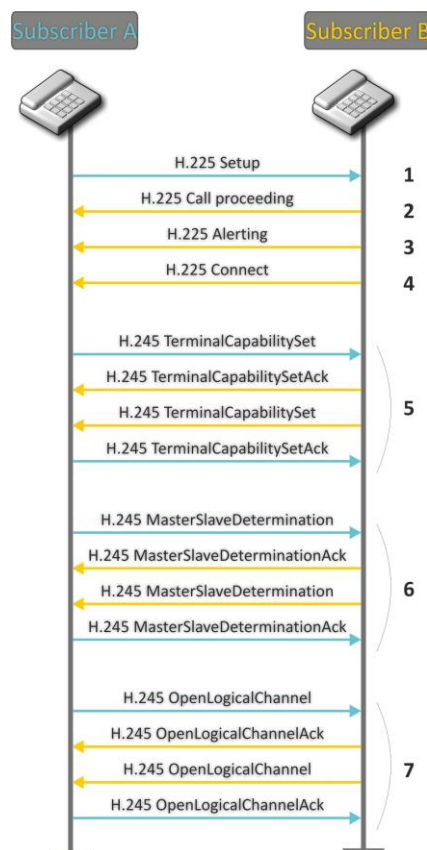 Subscriber A
Subscriber B
H.225 Setup
1
H.225 Call proceeding
2
H.225 Alerting
3
H.225 Connect
4
H.245 TerminalCapabilitySet
H.245 TerminalCapabilitySetAck
5
H.245 TerminalCapabilitySet
H.245 TerminalCapabilitySetAck
H.245 MasterSlaveDetermination
H.245 MasterSlaveDeterminationAck
6
H.245 MasterSlaveDetermination
H.245 MasterSlaveDeterminationAck
H.245 OpenLogicalChannel
H.245 OpenLogicalChannelAck
7
H.245 OpenLogicalChannel
H.245 OpenLogicalChannelAck